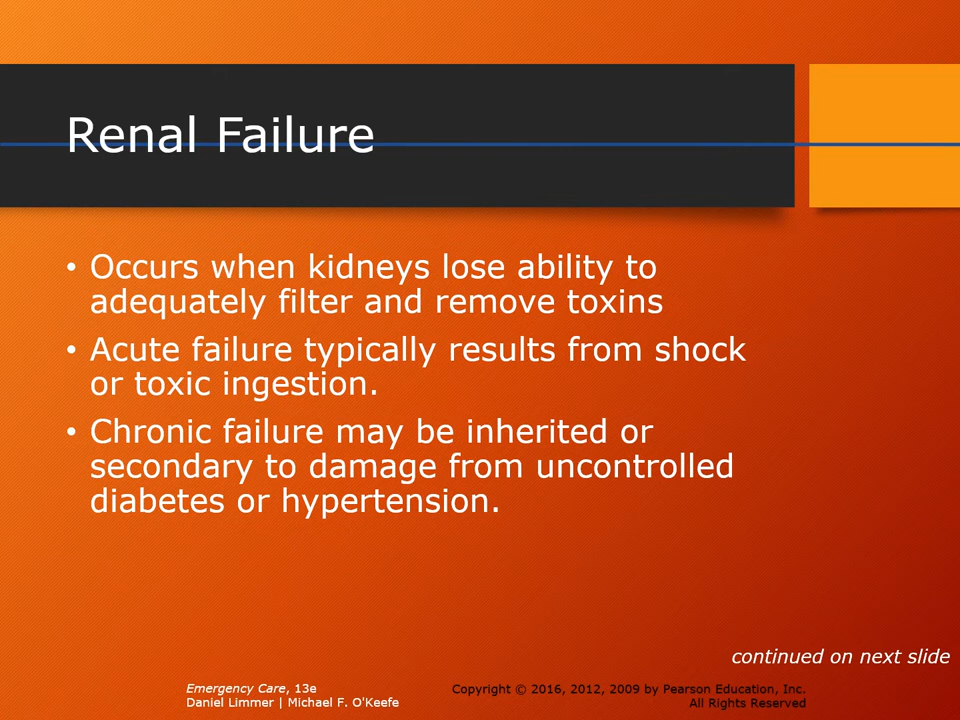 Renal Failure
• Occurs when kidneys lose ability to
adequately filter and remove toxins
• Acute failure typically results from shock
or toxic ingestion.
• Chronic failure may be inherited or
secondary to damage from uncontrolled
diabetes or hypertension.
continued on next slide
Emergency Care, 13e
Daniel Limmer | Michael F. O'Keefe
Copyright © 2016, 2012, 2009 by Pearson Education, Inc.
All Rights Reserved